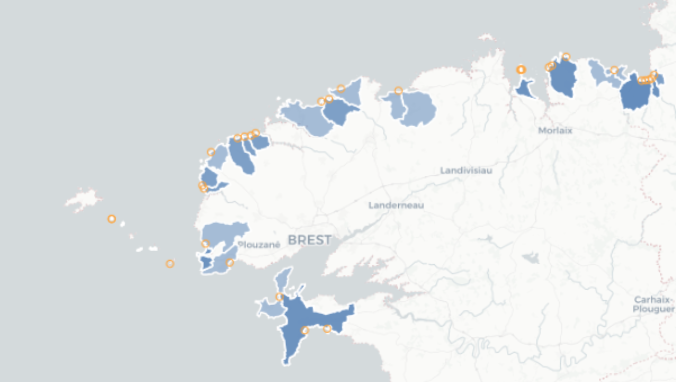 Morlaix
Landivisiau
Landerneau
Plouzané
BREST
Carhaix-
Plouguer